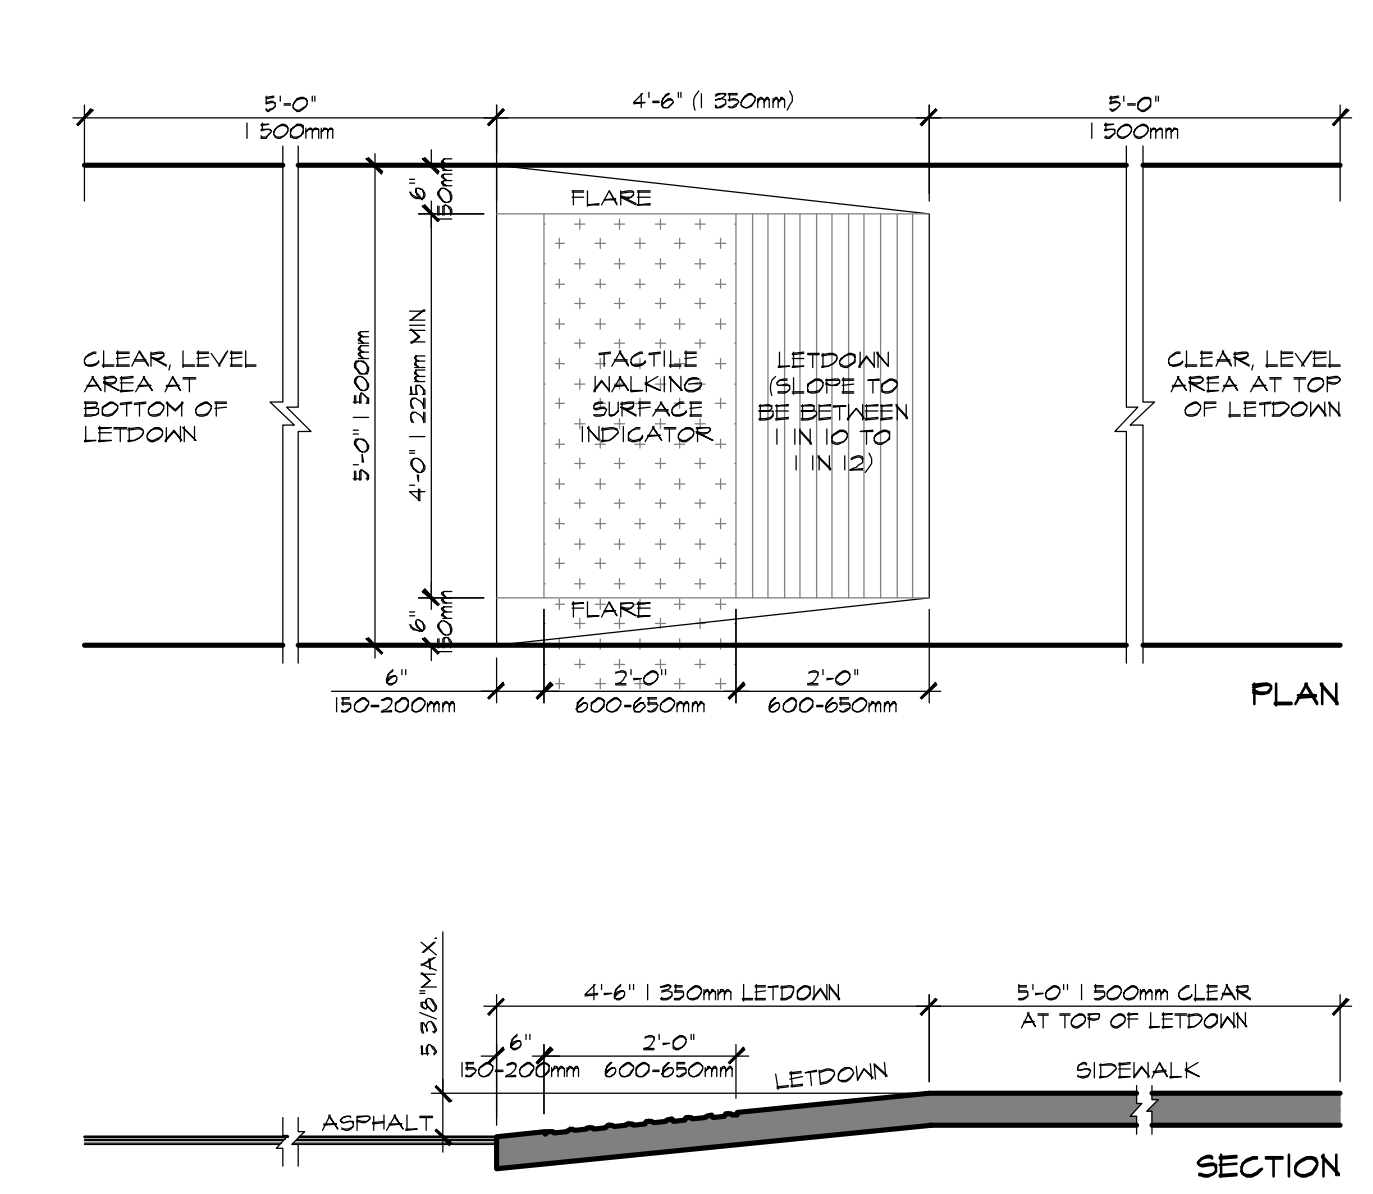 5'-0"
4'-6" (1 350mm)
5'-0"
1 500mm
1 500mm
6"
150mm
FLARE
5'-0" 1 500mm
4'-0" 1 225mm MIN
CLEAR, LEVEL
AREA AT
BOTTOM OF
LETDOWN
TACTILE
WALKING
SURFACE
INDICATOR
LETDOWN
(SLOPE TO
BE BETWEEN
1 IN 10 TO
1 IN 12)
CLEAR, LEVEL
AREA AT TOP
OF LETDOWN
FLARE
6"
150mm
6"
2'-0"
2'-0"
150-200mm
600-650mm
600-650mm
PLAN
5 3/8"MAX.
4'-6" 1 350mm LETDOWN
5'-0" 1 500mm CLEAR
AT TOP OF LETDOWN
6"
2'-0"
150-200mm
600-650mm
LETDOWN
SIDEWALK
ASPHALT
SECTION